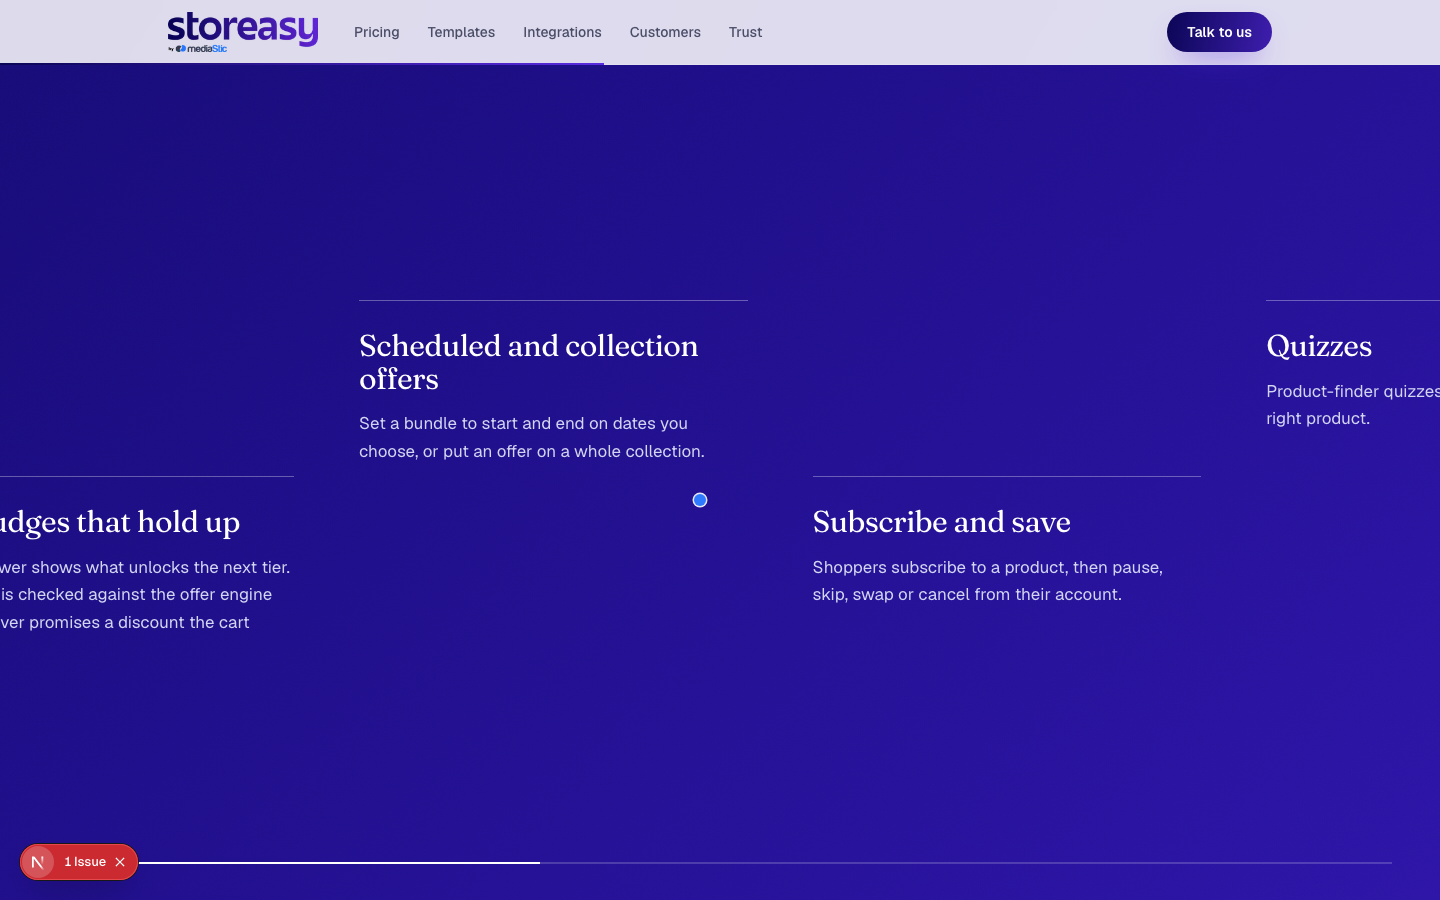 storeasy
by mediaSlic
Pricing
Templates
Integrations
Customers
Trust
Talk to us
udges that hold up
wer shows what unlocks the next tier.
is checked against the offer engine
ver promises a discount the cart
Scheduled and collection
offers
Set a bundle to start and end on dates you
choose, or put an offer on a whole collection.
Subscribe and save
Shoppers subscribe to a product, then pause,
skip, swap or cancel from their account.
Quizzes
Product-finder quizzes
right product.
N
1 Issue